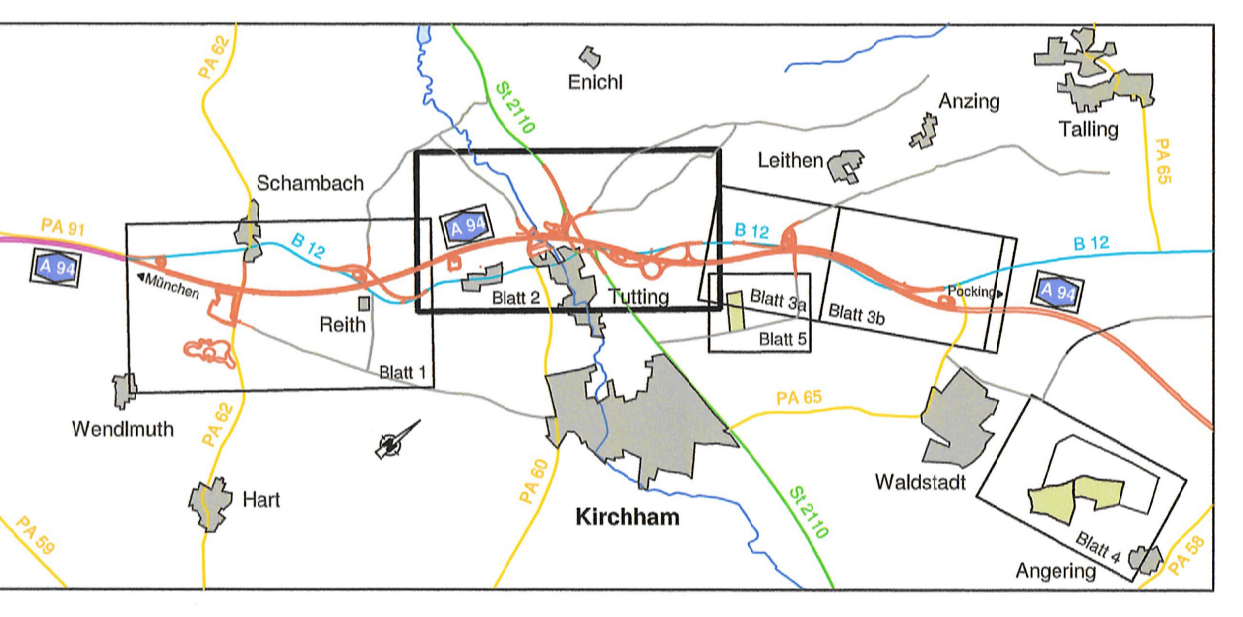 PA 62
St 2110
Enichl
Anzing
Talling
Leithen
PA 65
Schambach
PA 91
A 94
B 12
A 94
B 12
B 12
München
Blatt 2
Tutting
Blatt 3a
Blatt 3b
Pocking
A 94
Reith
Blatt 5
Blatt 1
Wendlmuth
PA 62
PA 65
Hart
PA 60
Kirchham
Waldstadt
St 2110
PA 59
Blatt 4
Angering
PA 58